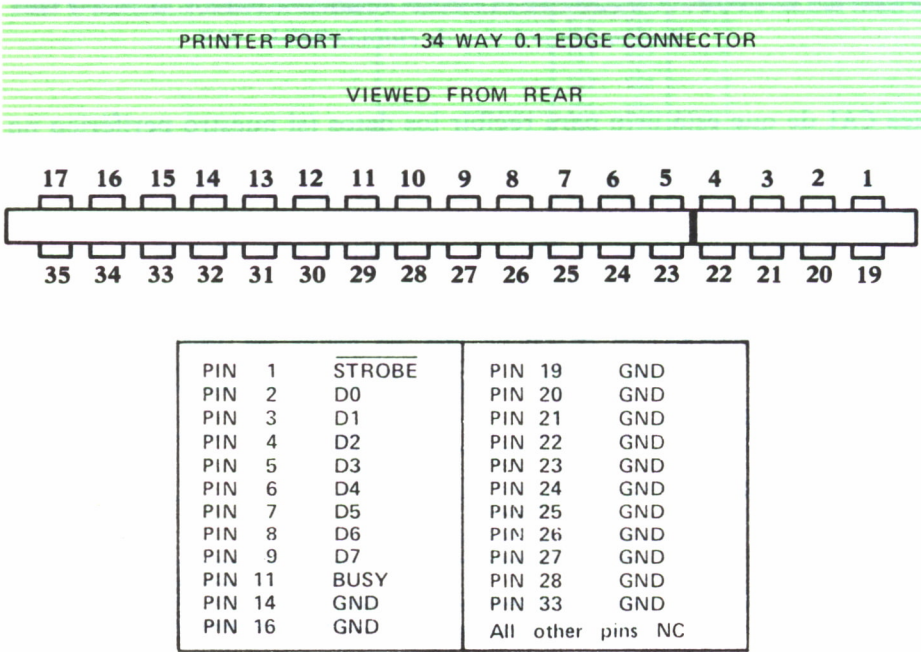 PRINTER PORT 34 WAY 0.1 EDGE CONNECTOR
VIEWED FROM REAR
17 16 15 14 13 12 11 10 9 8 7 6 5 4 3 2 1
35 34 33 32 31 30 29 28 27 26 25 24 23 22 21 20 19
PIN 1 STROBE
PIN 2 D0
PIN 3 D1
PIN 4 D2
PIN 5 D3
PIN 6 D4
PIN 7 D5
PIN 8 D6
PIN 9 D7
PIN 11 BUSY
PIN 14 GND
PIN 16 GND
PIN 19 GND
PIN 20 GND
PIN 21 GND
PIN 22 GND
PIN 23 GND
PIN 24 GND
PIN 25 GND
PIN 26 GND
PIN 27 GND
PIN 28 GND
PIN 33 GND
All other pins NC